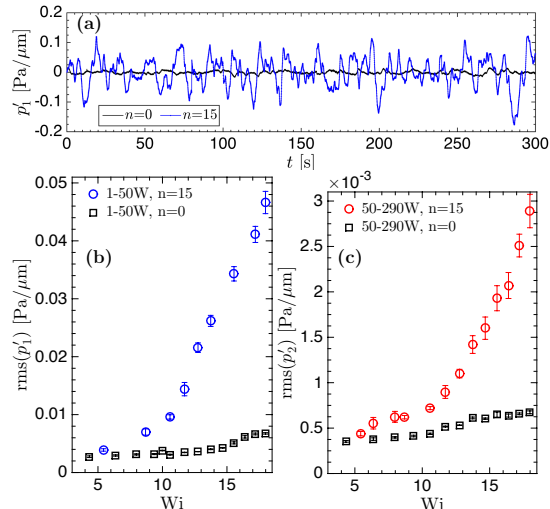 (a)
p′₁ [Pa/μm]
0.2
0.1
0
-0.1
-0.2
n=0 n=15
0 50 100 150 200 250 300
t [s]
0.05
0.04
0.03
0.02
0.01
0
rms(p′₁) [Pa/μm]
1-50W, n=15
1-50W, n=0
(b)
5 10 15
Wi
×10⁻³
3
2.5
2
1.5
1
0.5
0
rms(p′₂) [Pa/μm]
50-290W, n=15
50-290W, n=0
(c)
5 10 15
Wi